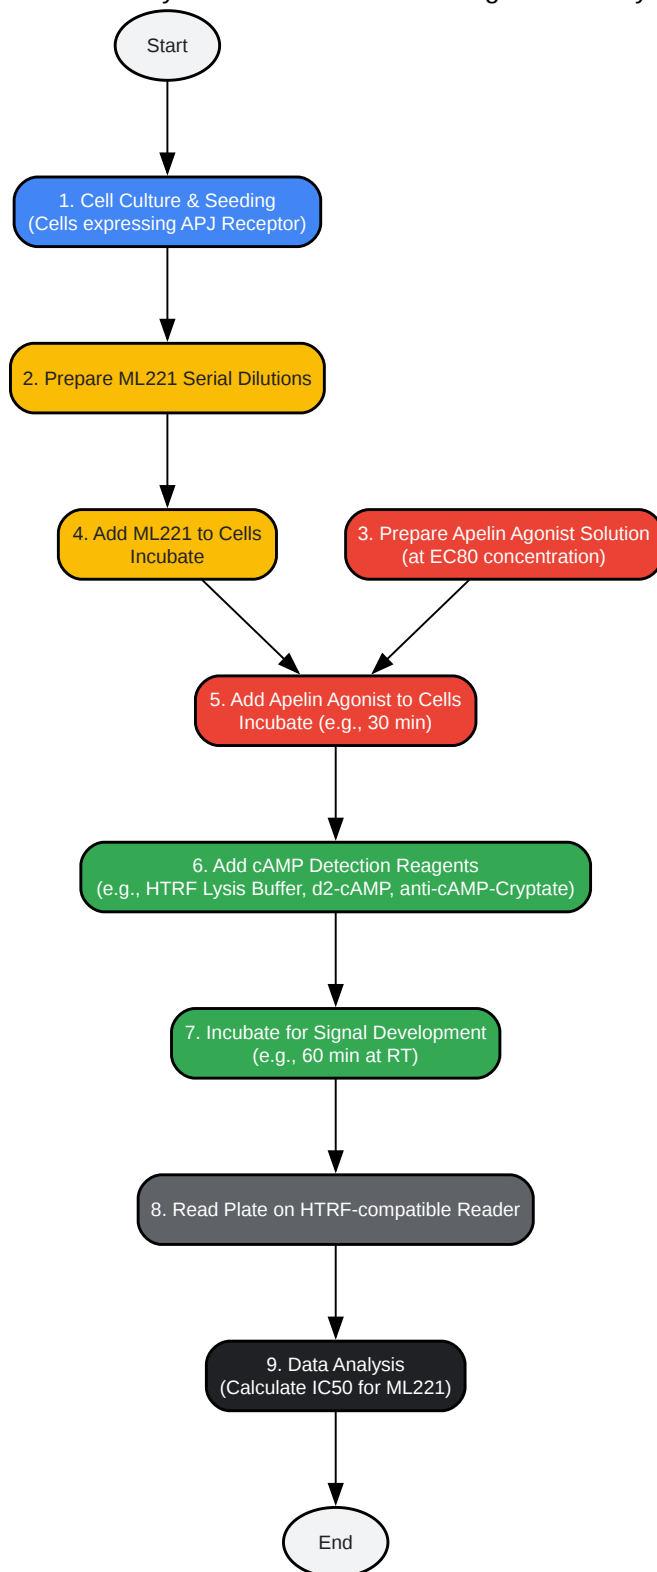 Start
1. Cell Culture & Seeding
(Cells expressing APJ Receptor)
2. Prepare ML221 Serial Dilutions
4. Add ML221 to Cells
Incubate
3. Prepare Apelin Agonist Solution
(at EC80 concentration)
5. Add Apelin Agonist to Cells
Incubate (e.g., 30 min)
6. Add cAMP Detection Reagents
(e.g., HTRF Lysis Buffer, d2-cAMP, anti-cAMP-Cryptate)
7. Incubate for Signal Development
(e.g., 60 min at RT)
8. Read Plate on HTRF-compatible Reader
9. Data Analysis
(Calculate IC50 for ML221)
End